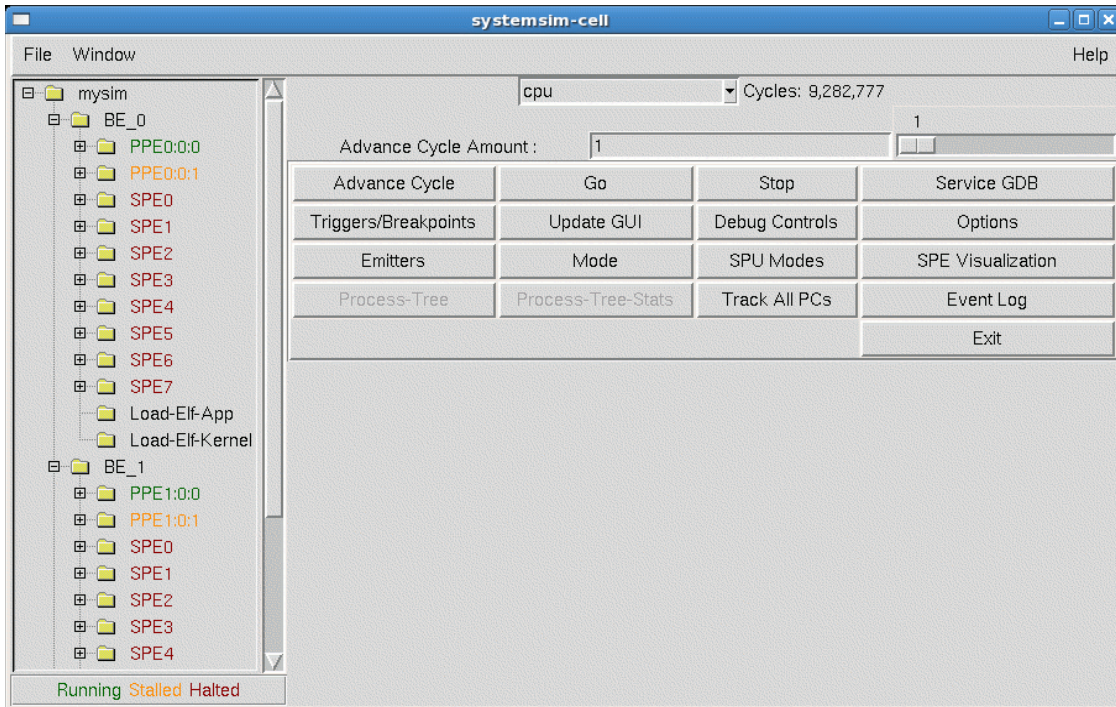 systemsim-cell
File Window Help
mysim
BE_0
PPE0:0:0
PPE0:0:1
SPE0
SPE1
SPE2
SPE3
SPE4
SPE5
SPE6
SPE7
Load-Elf-App
Load-Elf-Kernel
BE_1
PPE1:0:0
PPE1:0:1
SPE0
SPE1
SPE2
SPE3
SPE4
Running Stalled Halted
cpu Cycles: 9,282,777
1
Advance Cycle Amount : 1
Advance Cycle Go Stop Service GDB
Triggers/Breakpoints Update GUI Debug Controls Options
Emitters Mode SPU Modes SPE Visualization
Process-Tree Process-Tree-Stats Track All PCs Event Log
Exit